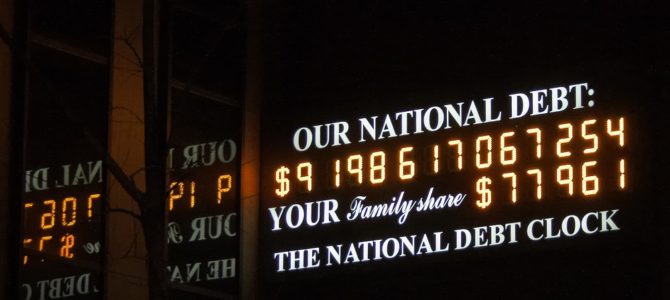 OUR NATIONAL DEBT:
$9198617067254
YOUR Family share $77961
THE NATIONAL DEBT CLOCK